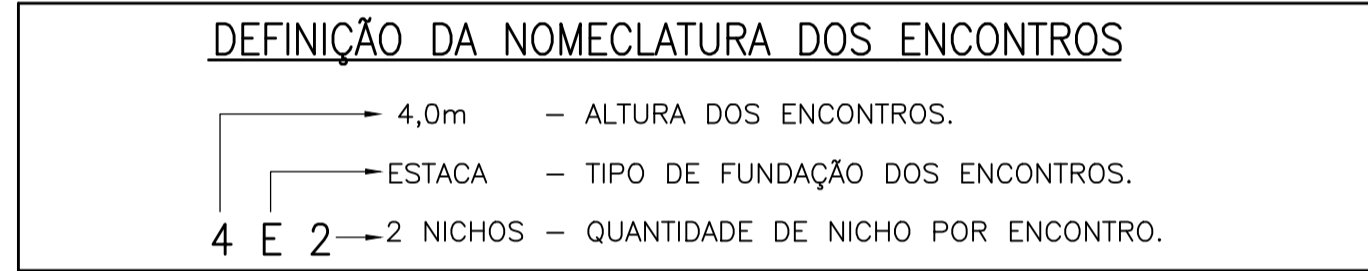 DEFINIÇÃO DA NOMECLATURA DOS ENCONTROS
4,0m – ALTURA DOS ENCONTROS.
ESTACA – TIPO DE FUNDAÇÃO DOS ENCONTROS.
4 E 2 2 NICHOS – QUANTIDADE DE NICHO POR ENCONTRO.